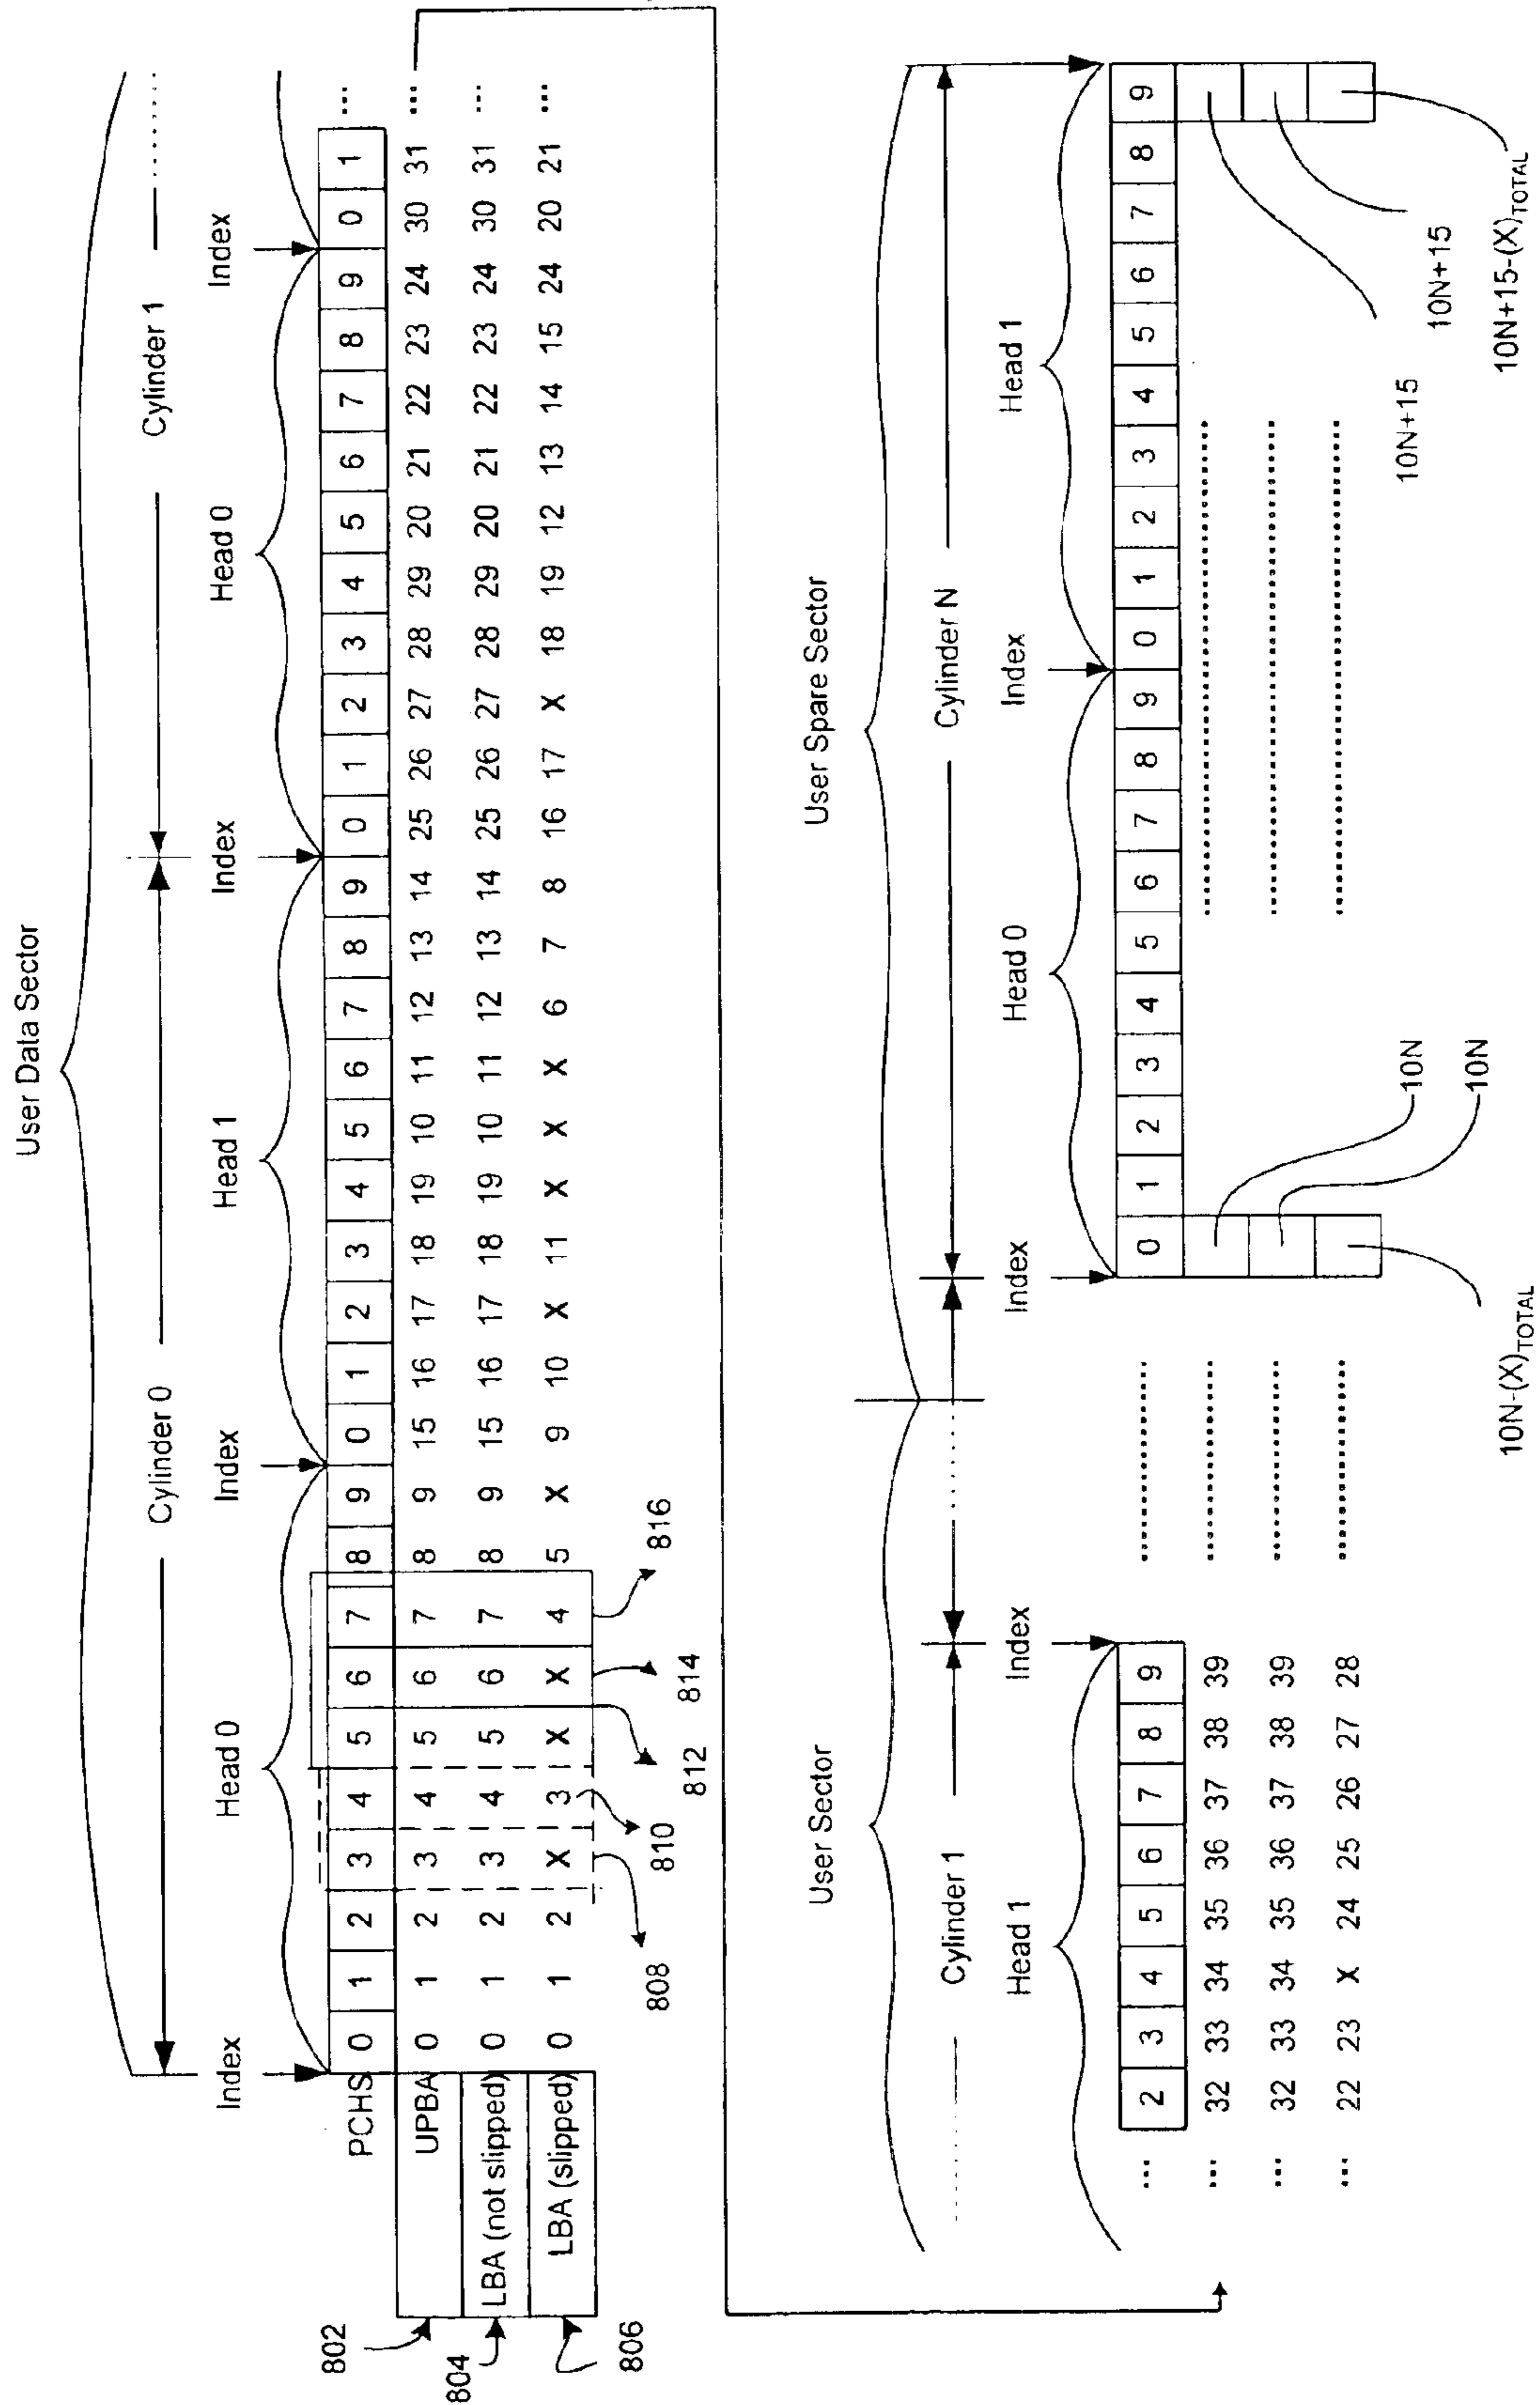 User Data Sector
Cylinder 0 Cylinder 1
Index Head 0 Index Head 1 Index Head 0 Index
PCHS 0 1 2 3 4 5 6 7 8 9 0 1 2 3 4 5 6 7 8 9 0 1 2 3 4 5 6 7 8 9 0 1 ...
802 UPBA 0 1 2 3 4 5 6 7 8 9 15 16 17 18 19 10 11 12 13 14 25 26 27 28 29 20 21 22 23 24 30 31 ...
804 LBA (not slipped) 0 1 2 3 4 5 6 7 8 9 15 16 17 18 19 10 11 12 13 14 25 26 27 28 29 20 21 22 23 24 30 31 ...
806 LBA (slipped) 0 1 2 X 3 X X 4 5 X 9 10 X 11 X X X 6 7 8 16 17 X 18 19 12 13 14 15 24 20 21 ...
808 810 812 814 816
User Sector User Spare Sector
Cylinder 1 Cylinder N
Head 1 Index Index Head 0 Index Head 1
... 2 3 4 5 6 7 8 9 ............ 0 1 2 3 4 5 6 7 8 9 0 1 2 3 4 5 6 7 8 9
... 32 33 34 35 36 37 38 39 ............
... 32 33 34 35 36 37 38 39 ............
... 22 23 X 24 25 26 27 28 ............
10N 10N+15
10N 10N+15
10N-(X)TOTAL 10N+15-(X)TOTAL